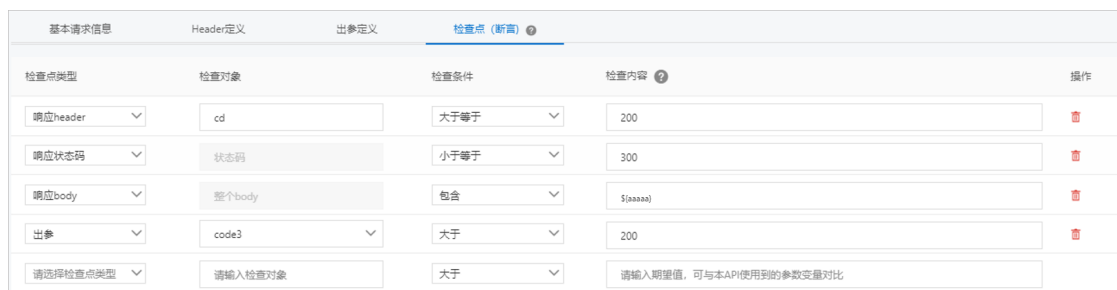 基本请求信息 Header定义 出参定义 检查点 (断言) ?
检查点类型 检查对象 检查条件 检查内容 ? 操作
响应header cd 大于等于 200
响应状态码 状态码 小于等于 300
响应body 整个body 包含 ${aaaaa}
出参 code3 大于 200
请选择检查点类型 请输入检查对象 大于 请输入期望值，可与本API使用到的参数变量对比